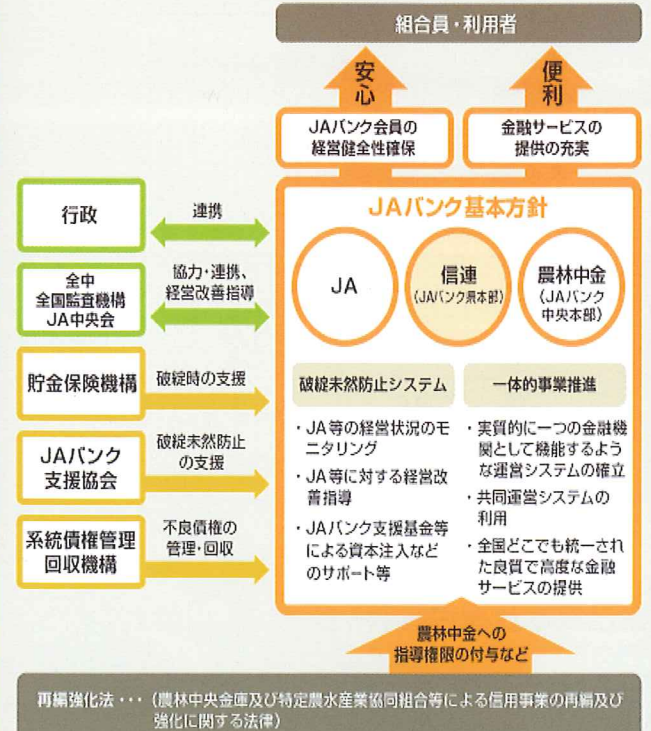 組合員・利用者
安心
便利
JAバンク会員の
経営健全性確保
金融サービスの
提供の充実
行政
連携
全中
全国監査機構
JA中央会
協力・連携、
経営改善指導
貯金保険機構
破綻時の支援
JAバンク
支援協会
破綻未然防止
の支援
系統債権管理
回収機構
不良債権の
管理・回収
JAバンク基本方針
JA
信連
(JAバンク県本部)
農林中金
(JAバンク
中央本部)
破綻未然防止システム
・JA等の経営状況のモ
ニタリング
・JA等に対する経営改
善指導
・JAバンク支援基金等
による資本注入など
のサポート等
一体的事業推進
・実質的に一つの金融機
関として機能するよう
な運営システムの確立
・共同運営システムの
利用
・全国どこでも統一され
た良質で高度な金融
サービスの提供
農林中金への
指導権限の付与など
再編強化法・・・（農林中央金庫及び特定農水産業協同組合等による信用事業の再編及び
強化に関する法律）